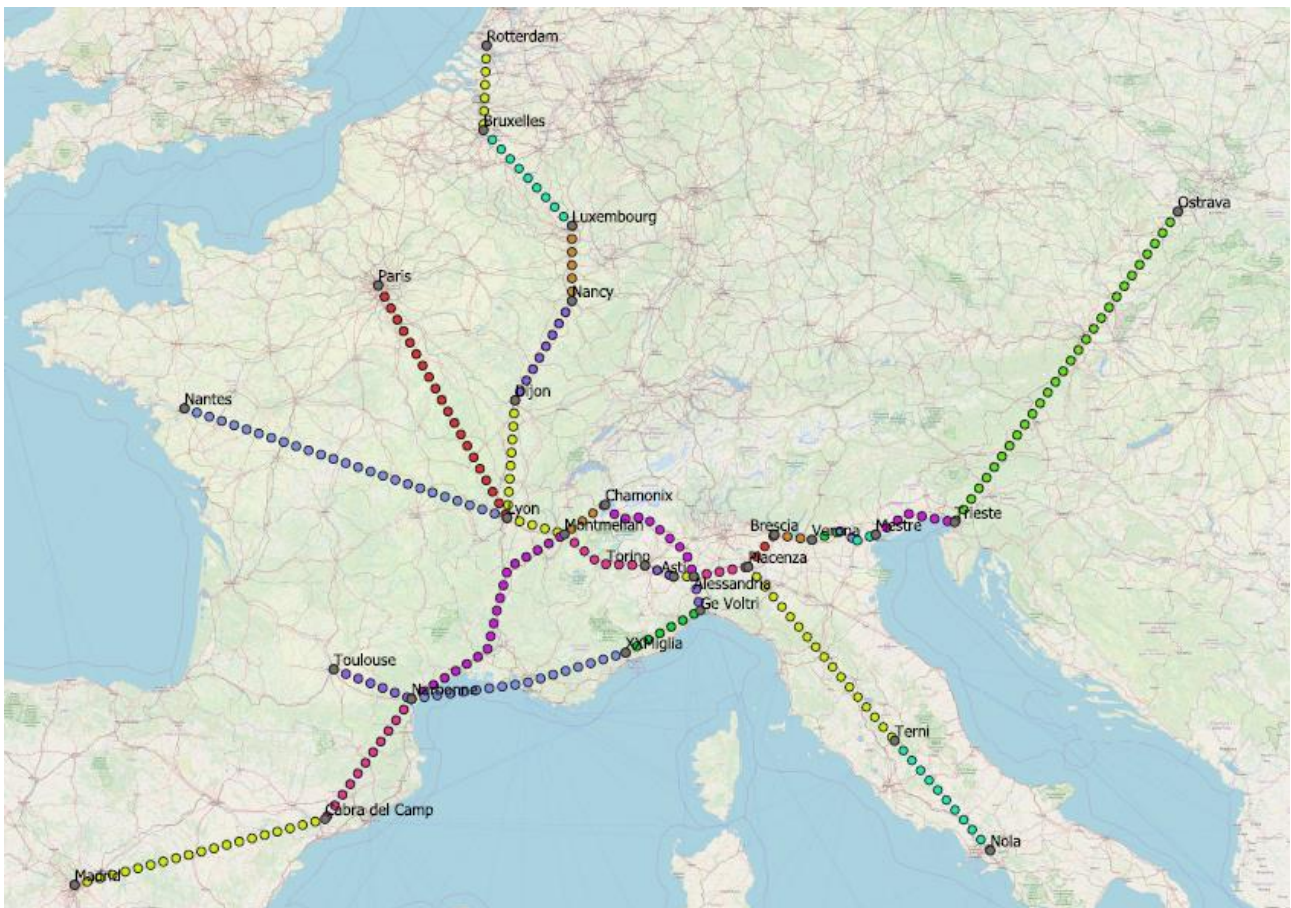 Rotterdam
Bruxelles
Ostrava
Luxembourg
Paris
Nancy
Dijon
Nantes
Chamonix
Lyon
Trieste
Montmelian
Brescia
Verona
Mestre
Torino
Piacenza
Asti
Alessandria
Ge Voltri
XXMiglia
Toulouse
Narbonne
Terni
Cabra del Camp
Nola
Madrid